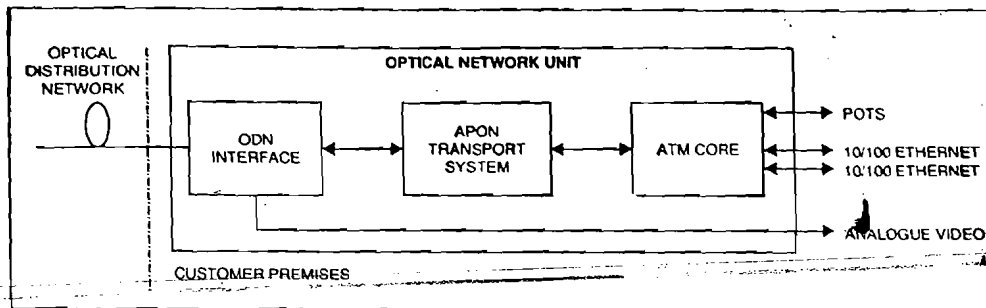 OPTICAL
DISTRIBUTION
NETWORK
OPTICAL NETWORK UNIT
ODN
INTERFACE
APON
TRANSPORT
SYSTEM
ATM CORE
POTS
10/100 ETHERNET
10/100 ETHERNET
ANALOGUE VIDEO
CUSTOMER PREMISES